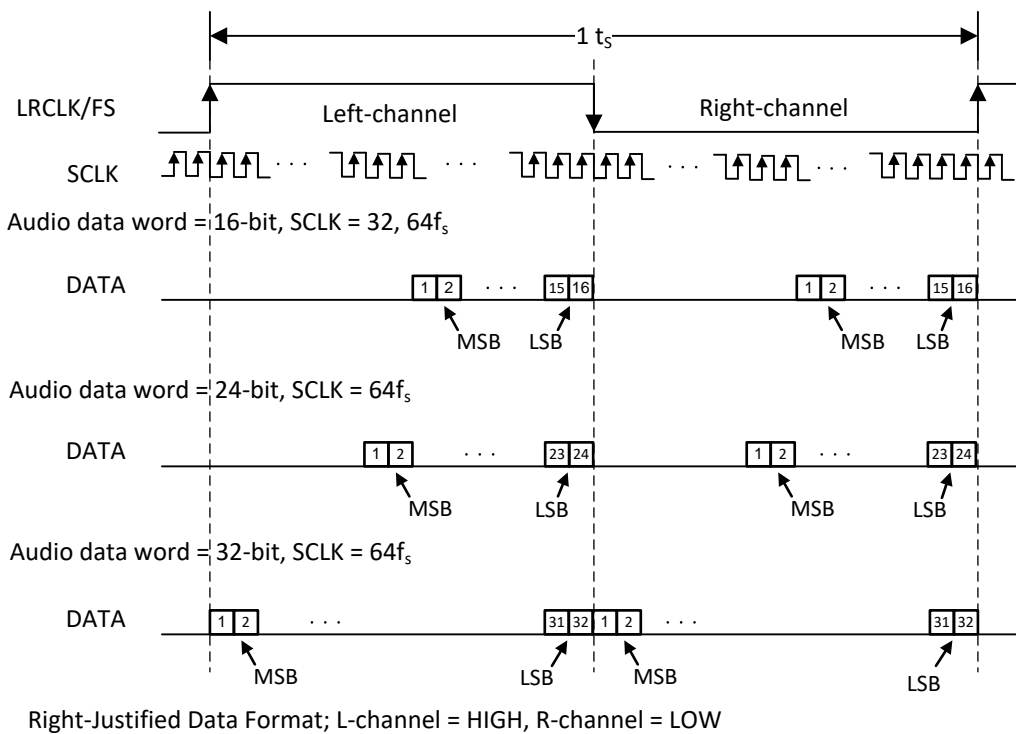 1 tS
LRCLK/FS
Left-channel
Right-channel
SCLK
. . .
. . .
. . .
. . .
Audio data word = 16-bit, SCLK = 32, 64fs
DATA
1 2 . . . 15 16
1 2 . . . 15 16
MSB
LSB
MSB
LSB
Audio data word = 24-bit, SCLK = 64fs
DATA
1 2 . . . 23 24
1 2 . . . 23 24
MSB
LSB
MSB
LSB
Audio data word = 32-bit, SCLK = 64fs
DATA
1 2 . . . 31 32 1 2 . . . 31 32
MSB
LSB
MSB
LSB
Right-Justified Data Format; L-channel = HIGH, R-channel = LOW